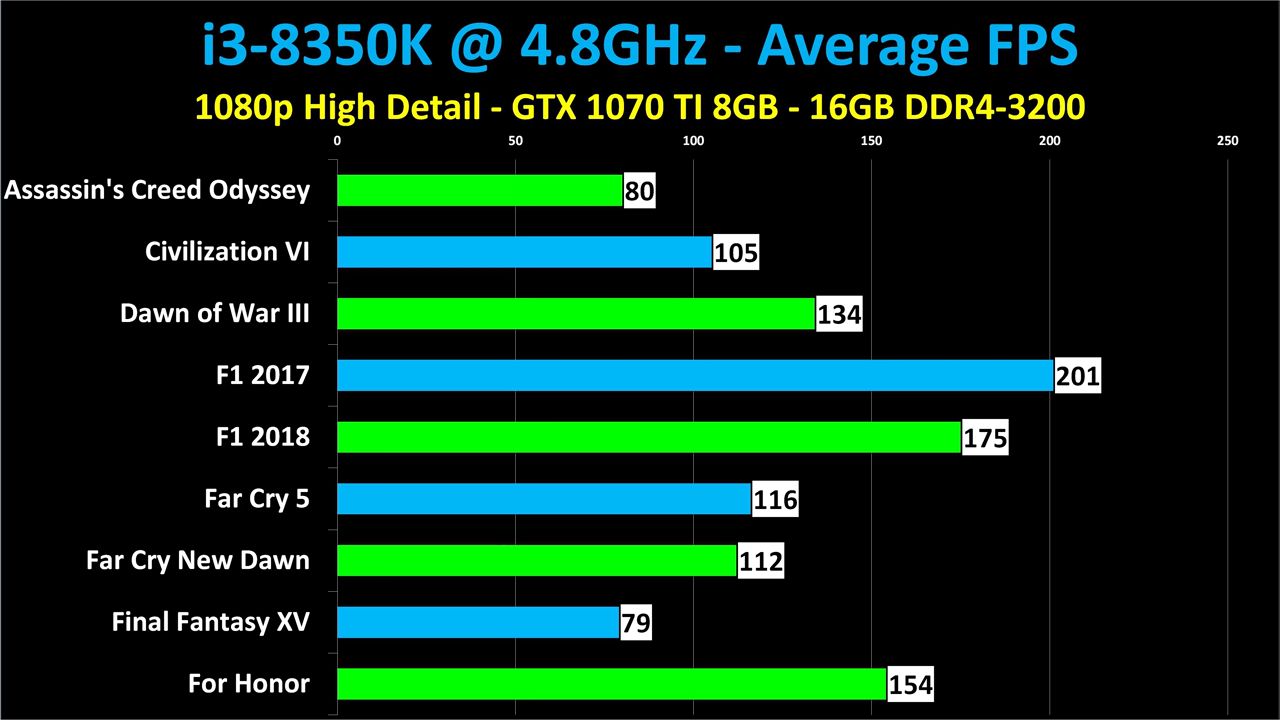 i3-8350K @ 4.8GHz - Average FPS
1080p High Detail - GTX 1070 TI 8GB - 16GB DDR4-3200
0 50 100 150 200 250
Assassin's Creed Odyssey 80
Civilization VI 105
Dawn of War III 134
F1 2017 201
F1 2018 175
Far Cry 5 116
Far Cry New Dawn 112
Final Fantasy XV 79
For Honor 154